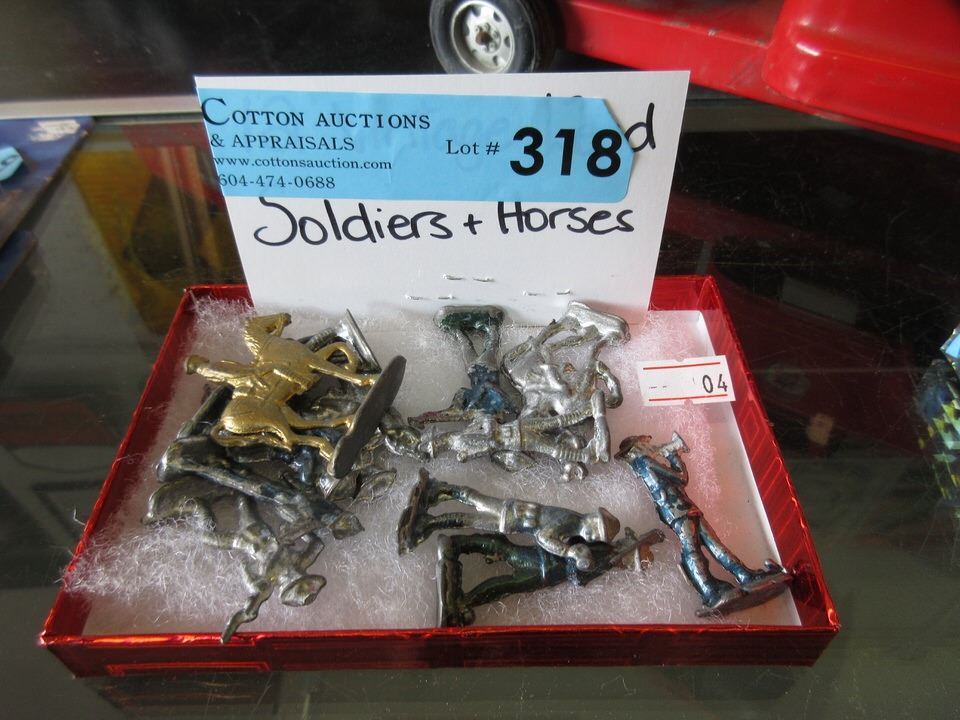 COTTON AUCTIONS
& APPRAISALS
www.cottonsauction.com
604-474-0688
Lot # 318
Soldiers + Horses
04